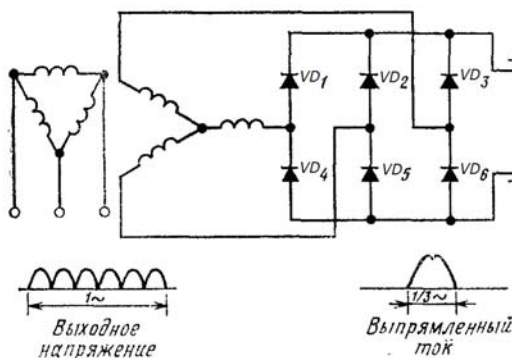 VD1 VD2 VD3
VD4 VD5 VD6
1~
1/3~
Выходное
напряжение
Выпрямленный
ток